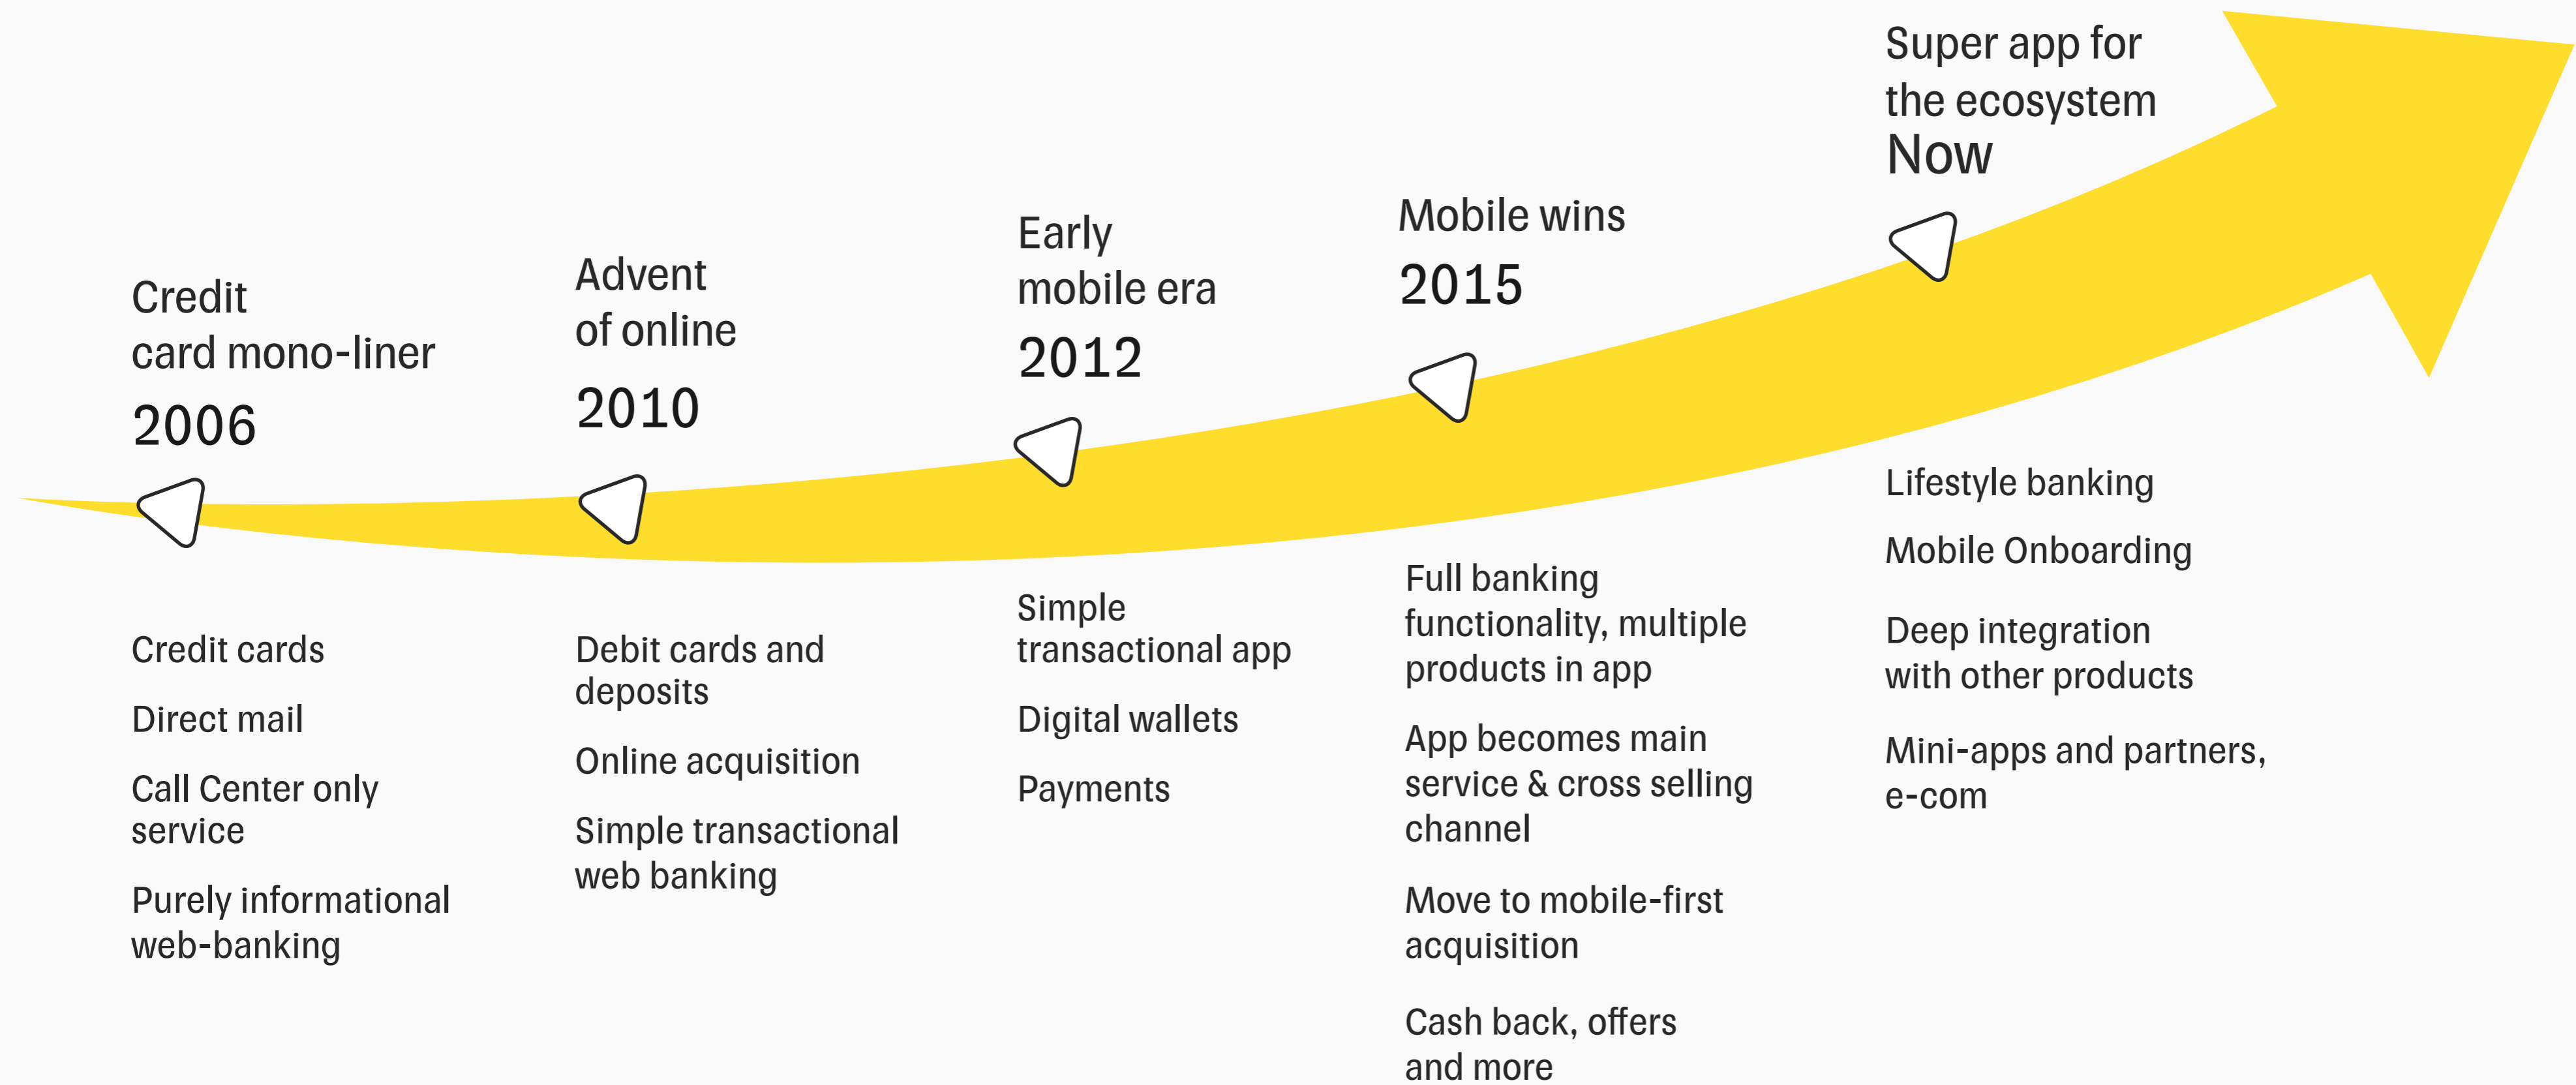 Credit
card mono-liner
2006
Credit cards
Direct mail
Call Center only
service
Purely informational
web-banking
Advent
of online
2010
Debit cards and
deposits
Online acquisition
Simple transactional
web banking
Early
mobile era
2012
Simple
transactional app
Digital wallets
Payments
Mobile wins
2015
Full banking
functionality, multiple
products in app
App becomes main
service & cross selling
channel
Move to mobile-first
acquisition
Cash back, offers
and more
Super app for
the ecosystem
Now
Lifestyle banking
Mobile Onboarding
Deep integration
with other products
Mini-apps and partners,
e-com